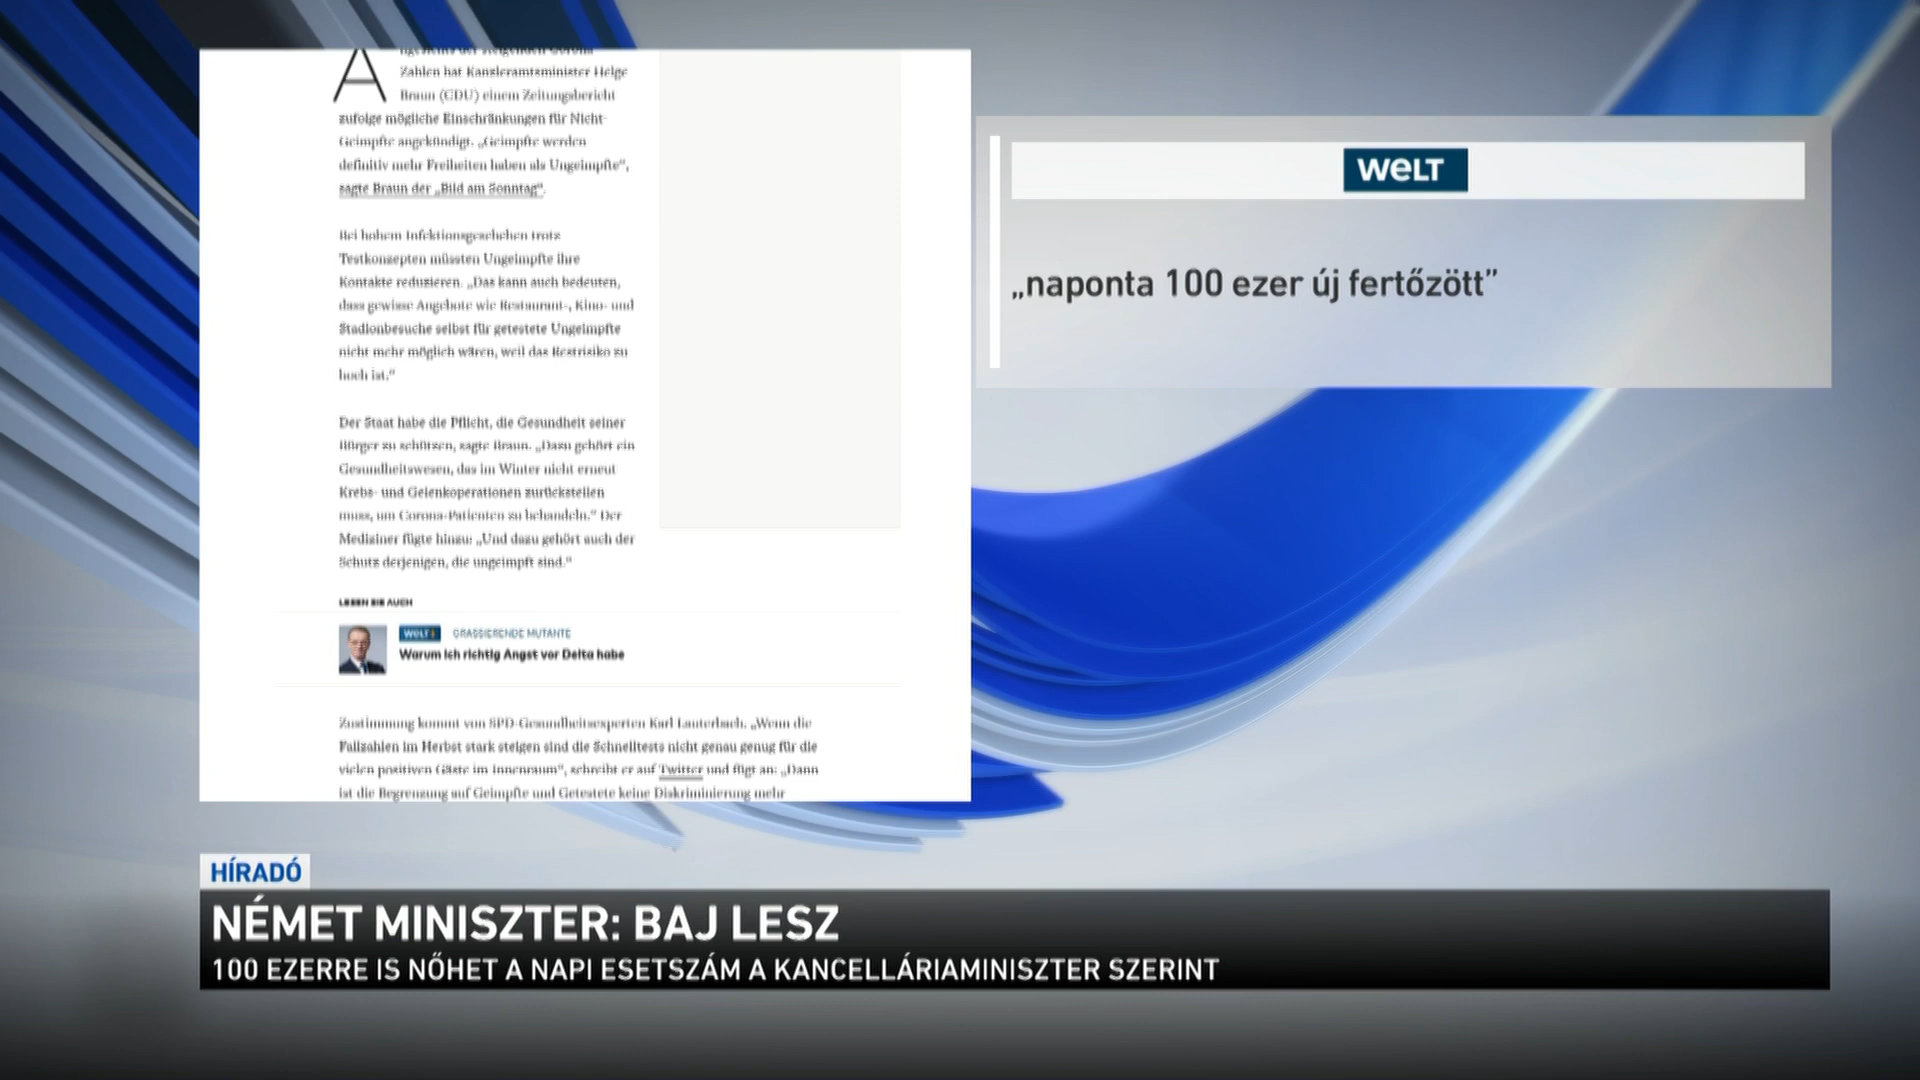 Angesichts der steigenden Corona-
Zahlen hat Kanzleramtsminister Helge
Braun (CDU) einem Zeitungsbericht
zufolge mögliche Einschränkungen für Nicht-
Geimpfte angekündigt. „Geimpfte werden
definitiv mehr Freiheiten haben als Ungeimpfte“,
sagte Braun der „Bild am Sonntag“.
Bei hohem Infektionsgeschehen trotz
Testkonzepten müssten Ungeimpfte ihre
Kontakte reduzieren. „Das kann auch bedeuten,
dass gewisse Angebote wie Restaurant-, Kino- und
Stadionbesuche selbst für getestete Ungeimpfte
nicht mehr möglich wären, weil das Restrisiko zu
hoch ist.“
Der Staat habe die Pflicht, die Gesundheit seiner
Bürger zu schützen, sagte Braun. „Dazu gehört ein
Gesundheitswesen, das im Winter nicht erneut
Krebs- und Gelenkoperationen zurückstellen
muss, um Corona-Patienten zu behandeln.“ Der
Mediziner fügte hinzu: „Und dazu gehört auch der
Schutz derjenigen, die ungeimpft sind.“
LESEN SIE AUCH
WELT+ GRASSIERENDE MUTANTE
Warum ich richtig Angst vor Delta habe
Zustimmung kommt von SPD-Gesundheitsexperten Karl Lauterbach. „Wenn die
Fallzahlen im Herbst stark steigen sind die Schnelltests nicht genau genug für die
vielen positiven Gäste im Innenraum“, schreibt er auf Twitter und fügt an: „Dann
ist die Begrenzung auf Geimpfte und Getestete keine Diskriminierung mehr
WELT
„naponta 100 ezer új fertőzött”
HÍRADÓ
NÉMET MINISZTER: BAJ LESZ
100 EZERRE IS NŐHET A NAPI ESETSZÁM A KANCELLÁRIAMINISZTER SZERINT